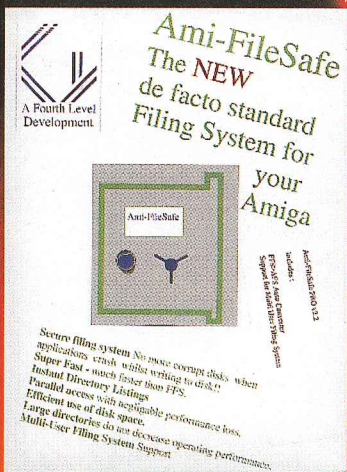 A Fourth Level
Development
Ami-FileSafe
The NEW
de facto standard
Filing System for
your
Amiga
Ami-FileSafe
Ami-FileSafe PRO v2.2
includes :
FFS>AFS Auto Converter
Support for Multi User Filing System
Secure filing system No more corrupt disks when
applications crash whilst writing to disk!!
Super Fast - much faster than FFS.
Instant Directory Listings
Parallel access with negligable performance loss.
Efficient use of disk space.
Large directories do not decrease operating performance.
Multi-User Filing System Support